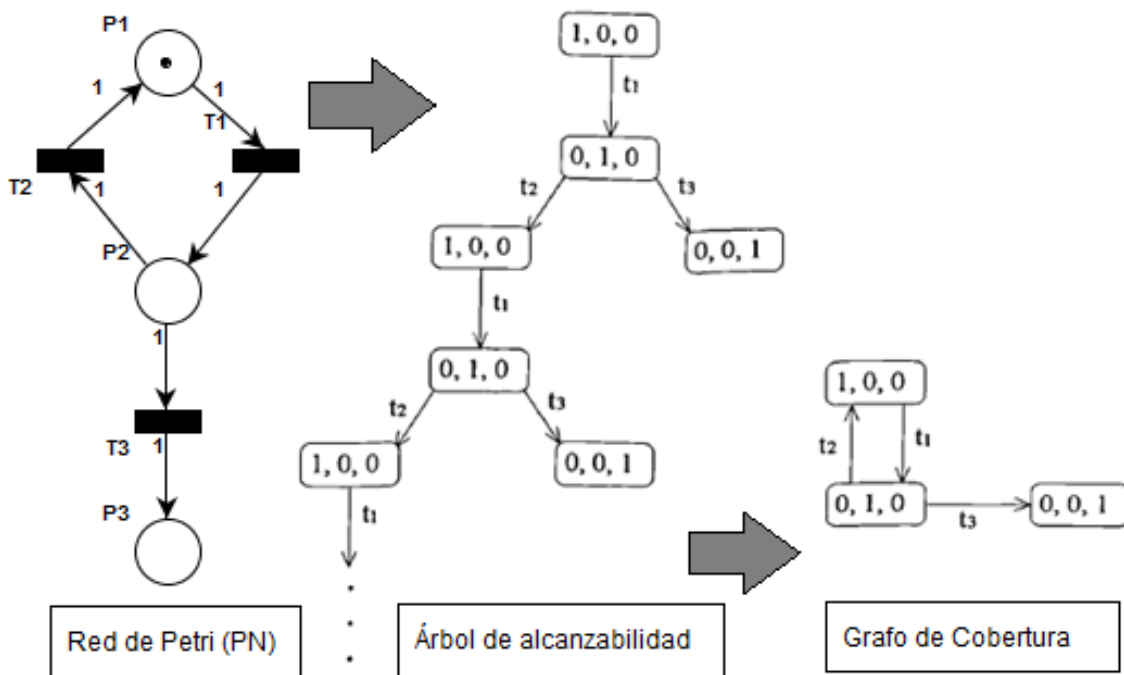 P1
1
1
T1
T2
1
1
P2
1
T3
1
P3
Red de Petri (PN)
1, 0, 0
t1
0, 1, 0
t2
t3
1, 0, 0
0, 0, 1
t1
0, 1, 0
t2
t3
1, 0, 0
0, 0, 1
t1
Árbol de alcanzabilidad
1, 0, 0
t2
t1
0, 1, 0
t3
0, 0, 1
Grafo de Cobertura